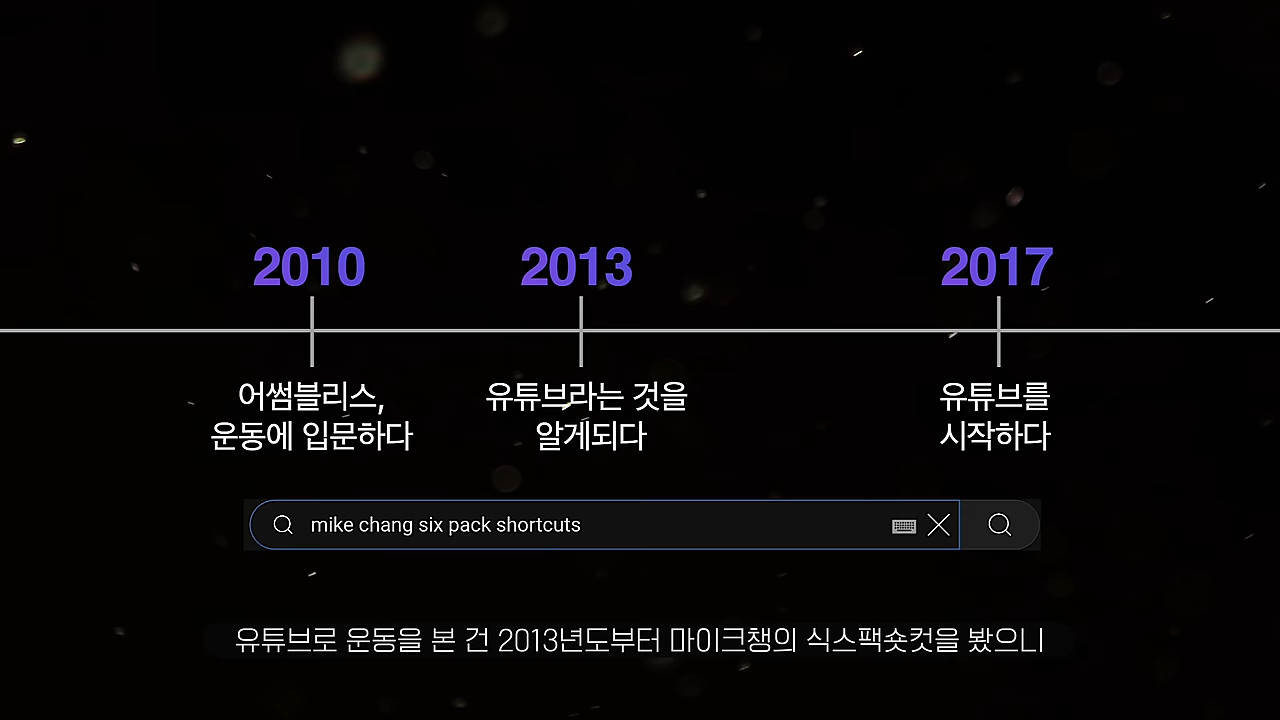 2010
2013
2017
어썸블리스,
운동에 입문하다
유튜브라는 것을
알게되다
유튜브를
시작하다
mike chang six pack shortcuts
유튜브로 운동을 본 건 2013년도부터 마이크챙의 식스팩숏컷을 봤으니